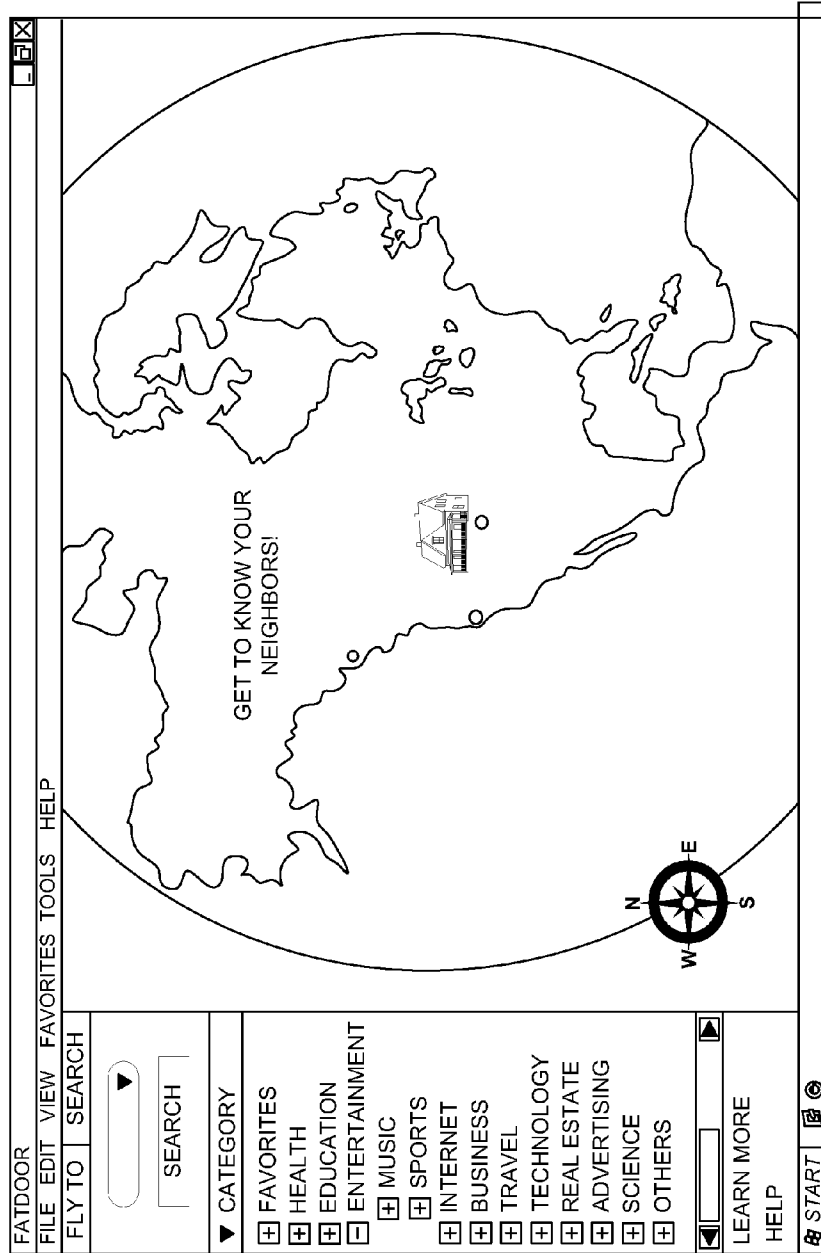 FATDOOR
FILE EDIT VIEW FAVORITES TOOLS HELP
FLY TO SEARCH
SEARCH
▼ CATEGORY
+ FAVORITES
+ HEALTH
+ EDUCATION
- ENTERTAINMENT
+ MUSIC
+ SPORTS
+ INTERNET
+ BUSINESS
+ TRAVEL
+ TECHNOLOGY
+ REAL ESTATE
+ ADVERTISING
+ SCIENCE
+ OTHERS
LEARN MORE
HELP
START
GET TO KNOW YOUR
NEIGHBORS!
N
W E
S